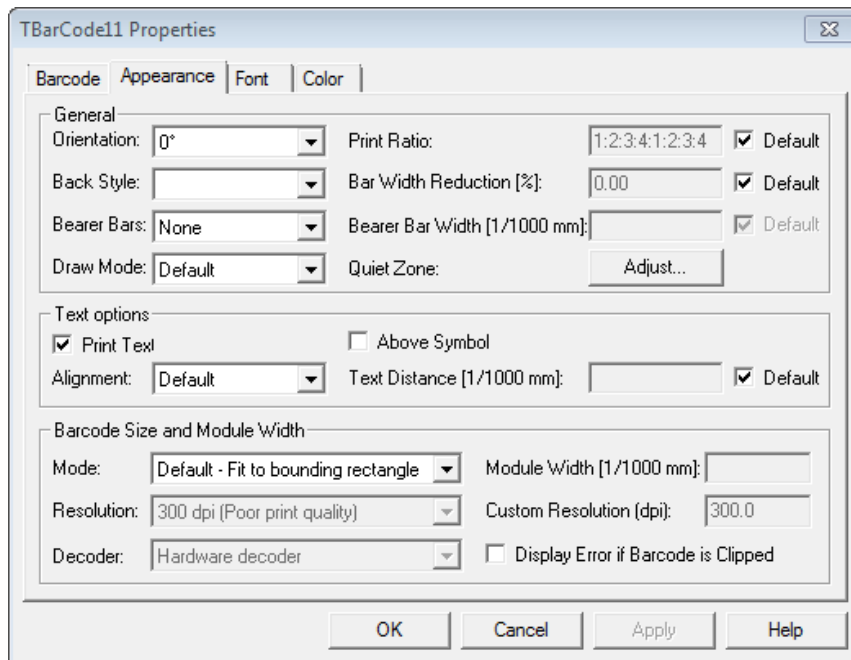 TBarCode11 Properties
Barcode Appearance Font Color
General
Orientation: 0° Print Ratio: 1:2:3:4:1:2:3:4 Default
Back Style: Bar Width Reduction [%]: 0.00 Default
Bearer Bars: None Bearer Bar Width [1/1000 mm]: Default
Draw Mode: Default Quiet Zone: Adjust...
Text options
Print Text Above Symbol
Alignment: Default Text Distance [1/1000 mm]: Default
Barcode Size and Module Width
Mode: Default - Fit to bounding rectangle Module Width [1/1000 mm]:
Resolution: 300 dpi (Poor print quality) Custom Resolution (dpi): 300.0
Decoder: Hardware decoder Display Error if Barcode is Clipped
OK Cancel Apply Help